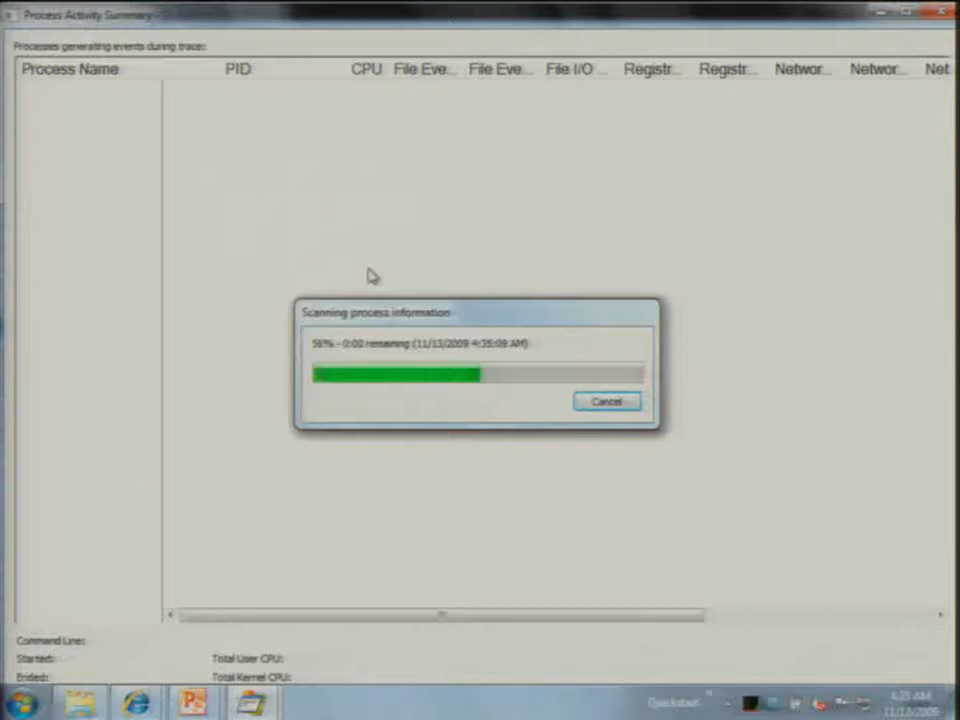 Process Activity Summary
Processes generating events during trace:
Process Name PID CPU File Eve... File Eve... File I/O ... Registr... Registr... Networ... Networ... Net
Scanning process information
56% - 0:00 remaining (11/13/2009 4:35:09 AM)
Cancel
Command Line:
Started: Total User CPU:
Ended: Total Kernel CPU:
Quickstart
4:35 AM
11/13/2009